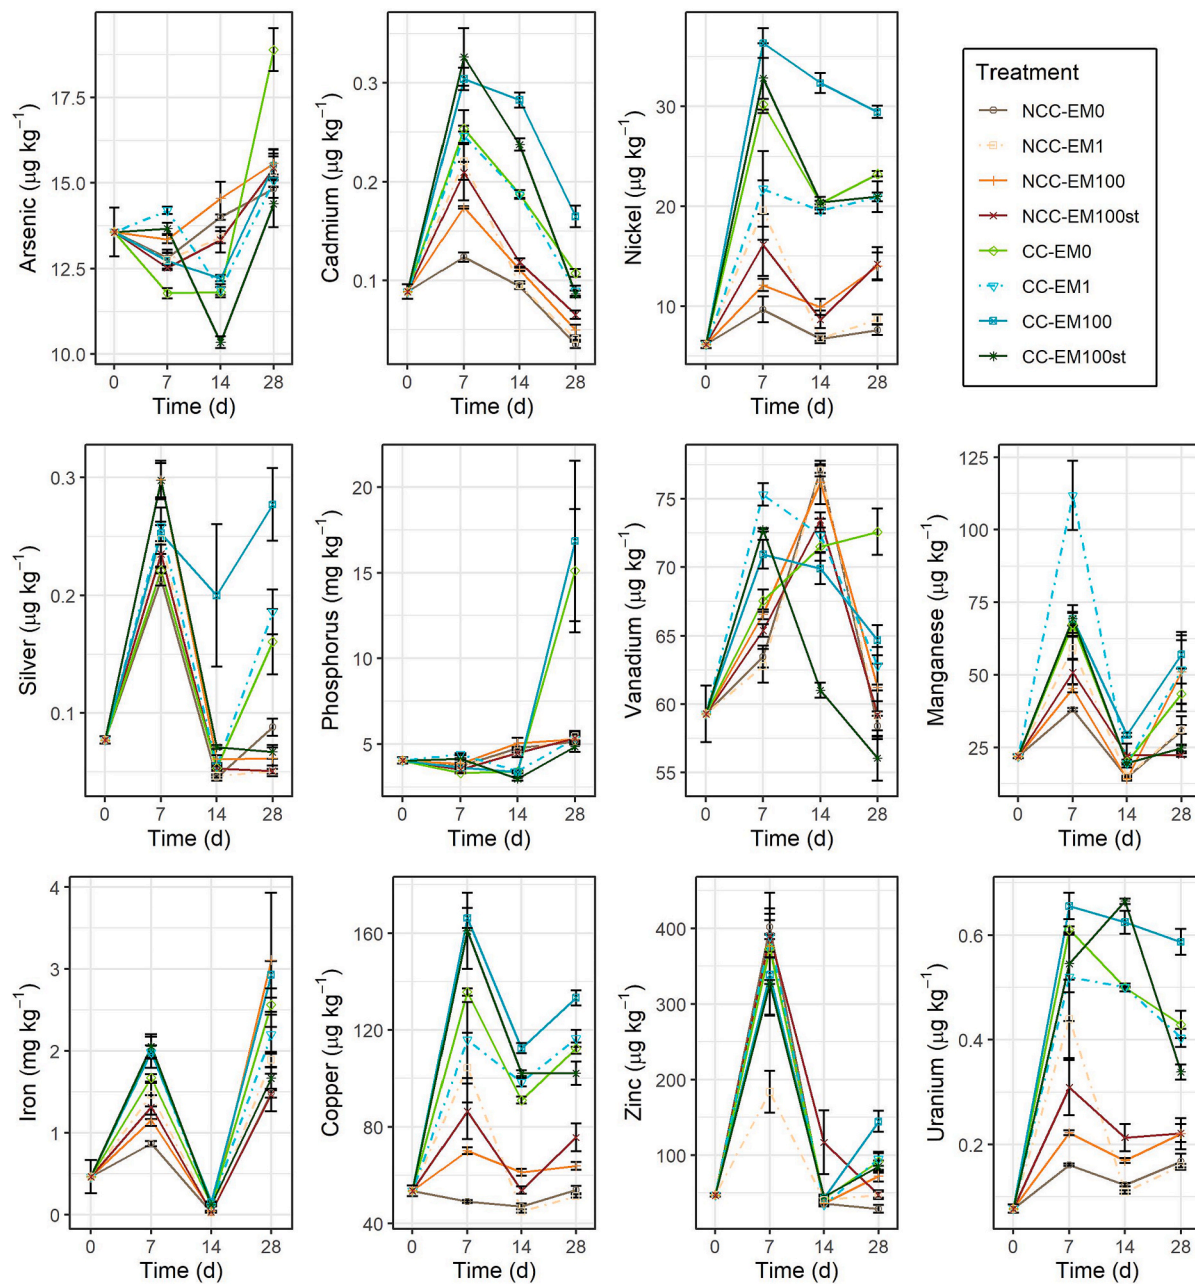 Arsenic (µg kg⁻¹)
17.5
15.0
12.5
10.0
0 7 14 28
Time (d)
Cadmium (µg kg⁻¹)
0.3
0.2
0.1
0 7 14 28
Time (d)
Nickel (µg kg⁻¹)
30
20
10
0 7 14 28
Time (d)
Treatment
NCC-EM0
NCC-EM1
NCC-EM100
NCC-EM100st
CC-EM0
CC-EM1
CC-EM100
CC-EM100st
Silver (µg kg⁻¹)
0.3
0.2
0.1
0 7 14 28
Time (d)
Phosphorus (mg kg⁻¹)
20
15
10
5
0 7 14 28
Time (d)
Vanadium (µg kg⁻¹)
75
70
65
60
55
0 7 14 28
Time (d)
Manganese (µg kg⁻¹)
125
100
75
50
25
0 7 14 28
Time (d)
Iron (mg kg⁻¹)
4
3
2
1
0
0 7 14 28
Time (d)
Copper (µg kg⁻¹)
160
120
80
40
0 7 14 28
Time (d)
Zinc (µg kg⁻¹)
400
300
200
100
0 7 14 28
Time (d)
Uranium (µg kg⁻¹)
0.6
0.4
0.2
0 7 14 28
Time (d)